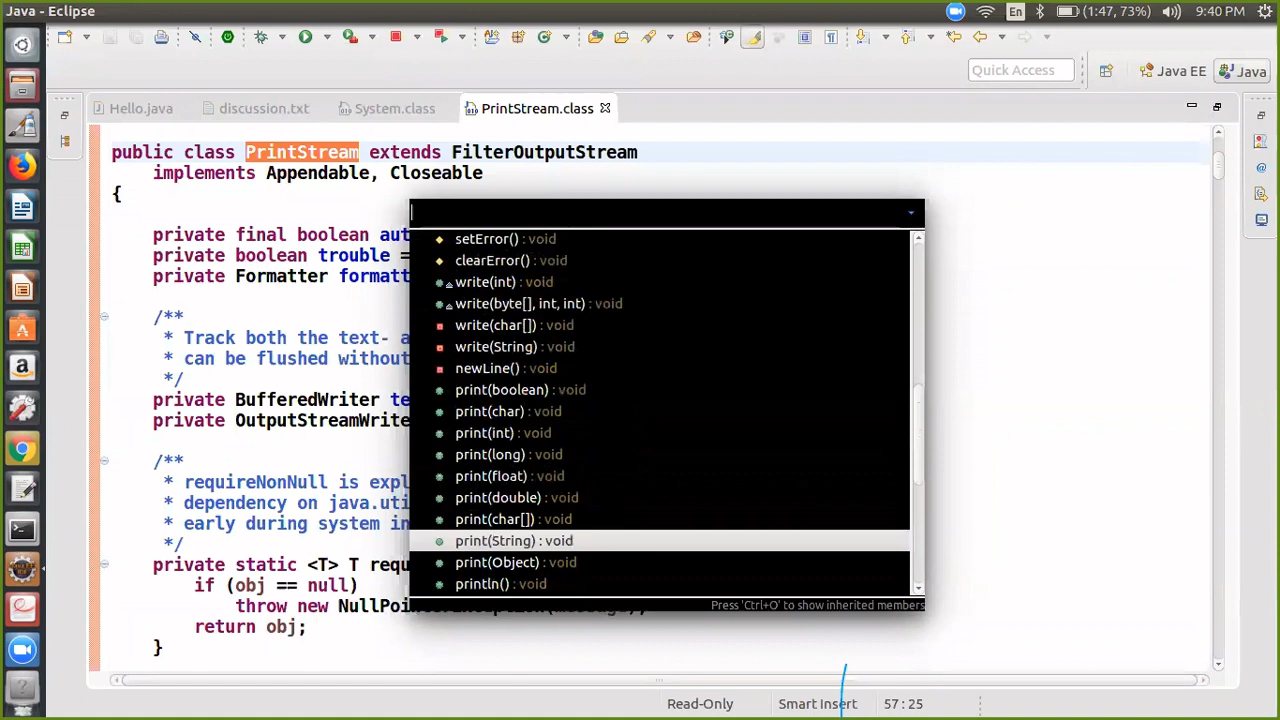 Java - Eclipse
En
(1:47, 73%)
9:40 PM
Quick Access
Java EE
Java
Hello.java
discussion.txt
System.class
PrintStream.class
public class PrintStream extends FilterOutputStream
implements Appendable, Closeable
{
private final boolean aut
private boolean trouble =
private Formatter formatt
/**
* Track both the text- a
* can be flushed without
*/
private BufferedWriter te
private OutputStreamWrite
/**
* requireNonNull is expl
* dependency on java.uti
* early during system in
*/
private static <T> T requ
if (obj == null)
throw new NullPo
return obj;
}
setError() : void
clearError() : void
write(int) : void
write(byte[], int, int) : void
write(char[]) : void
write(String) : void
newLine() : void
print(boolean) : void
print(char) : void
print(int) : void
print(long) : void
print(float) : void
print(double) : void
print(char[]) : void
print(String) : void
print(Object) : void
println() : void
Press 'Ctrl+O' to show inherited members
Read-Only
Smart Insert
57 : 25